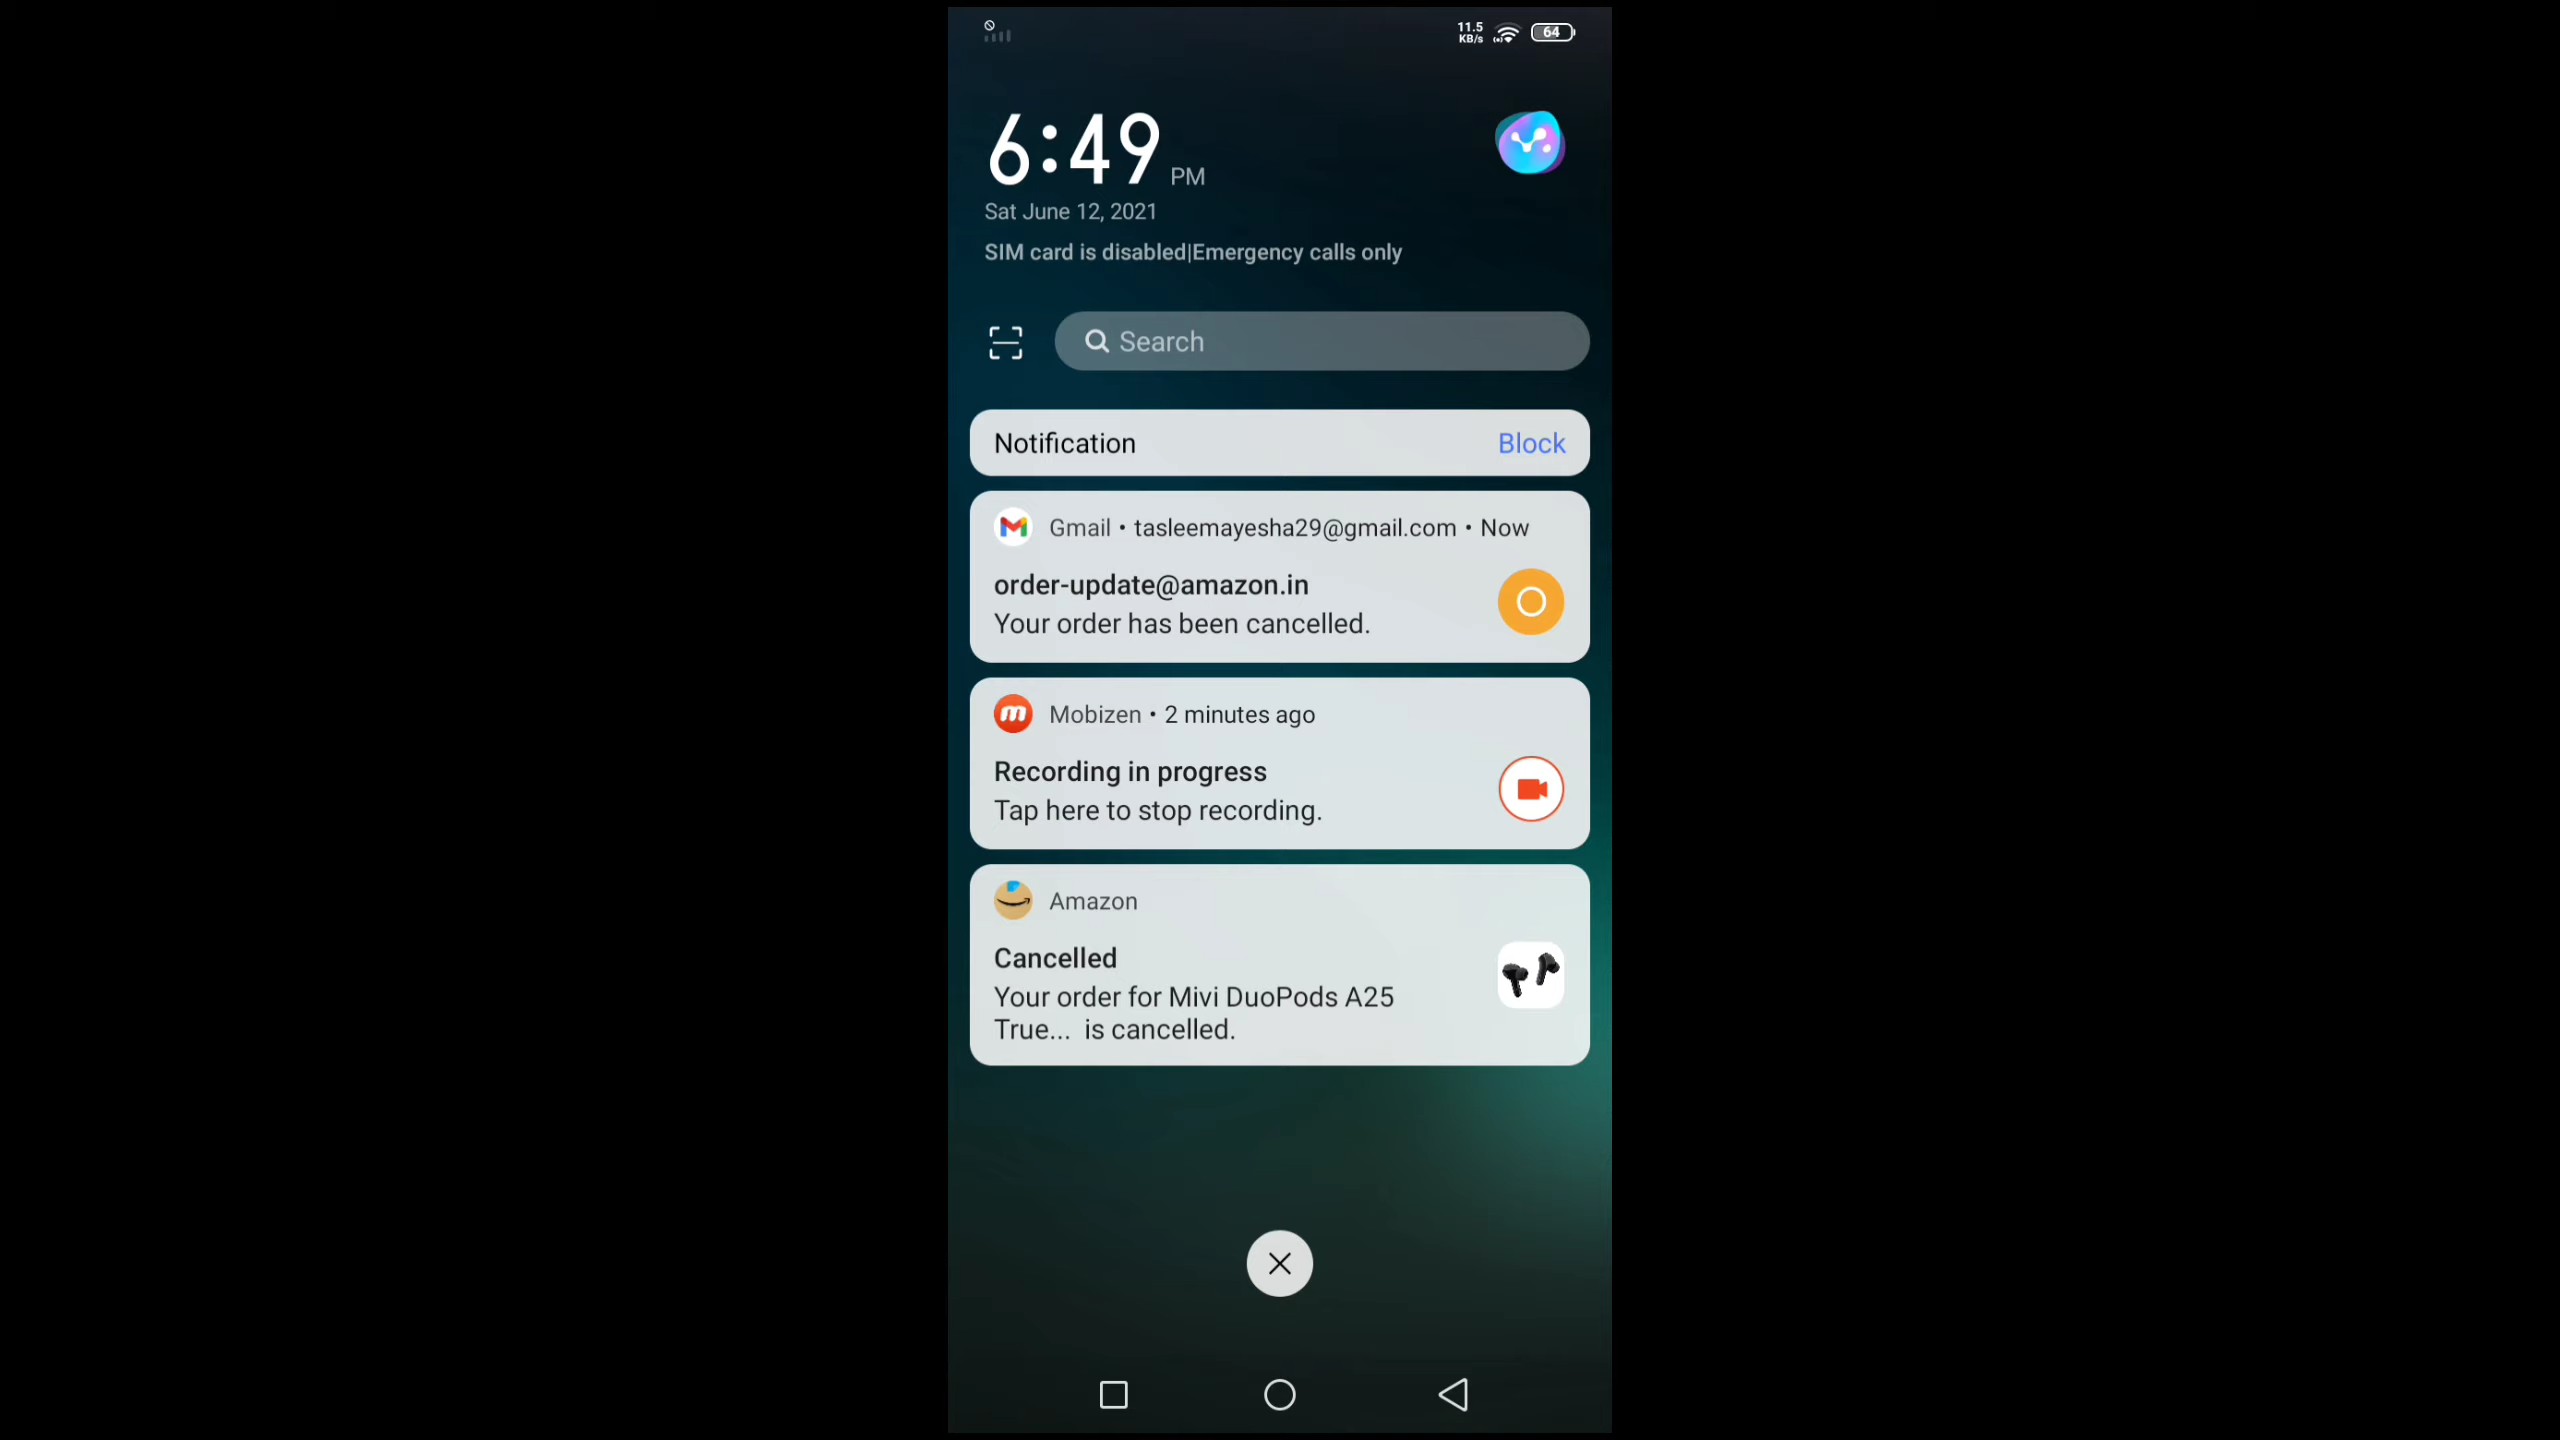 11.5
KB/s
64
6:49 PM
Sat June 12, 2021
SIM card is disabled|Emergency calls only
Search
Notification Block
Gmail • tasleemayesha29@gmail.com • Now
order-update@amazon.in
Your order has been cancelled.
Mobizen • 2 minutes ago
Recording in progress
Tap here to stop recording.
Amazon
Cancelled
Your order for Mivi DuoPods A25
True... is cancelled.